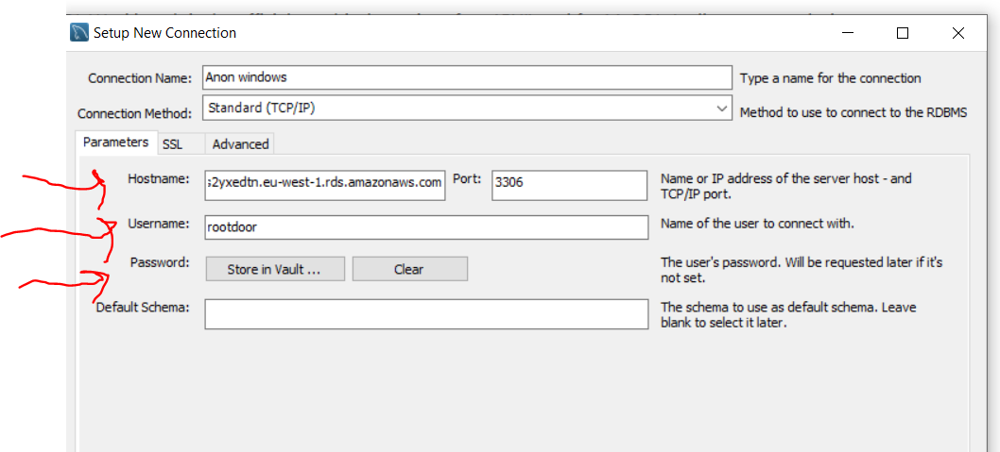 Setup New Connection
Connection Name: Anon windows Type a name for the connection
Connection Method: Standard (TCP/IP) Method to use to connect to the RDBMS
Parameters SSL Advanced
Hostname: s2yxedtn.eu-west-1.rds.amazonaws.com Port: 3306 Name or IP address of the server host - and
TCP/IP port.
Username: rootdoor Name of the user to connect with.
Password: Store in Vault ... Clear The user's password. Will be requested later if it's
not set.
Default Schema: The schema to use as default schema. Leave
blank to select it later.